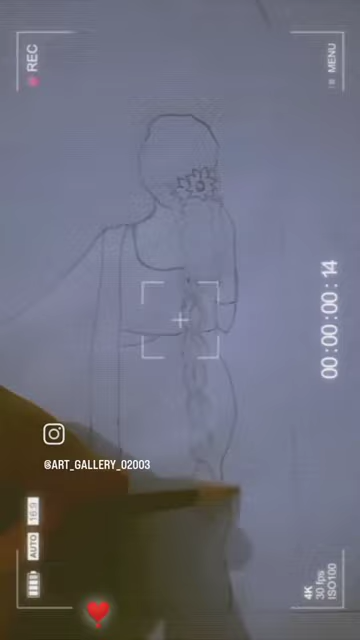 REC
MENU
00:00:00:14
@ART_GALLERY_02003
AUTO 16:9
4K
30 fps
ISO100